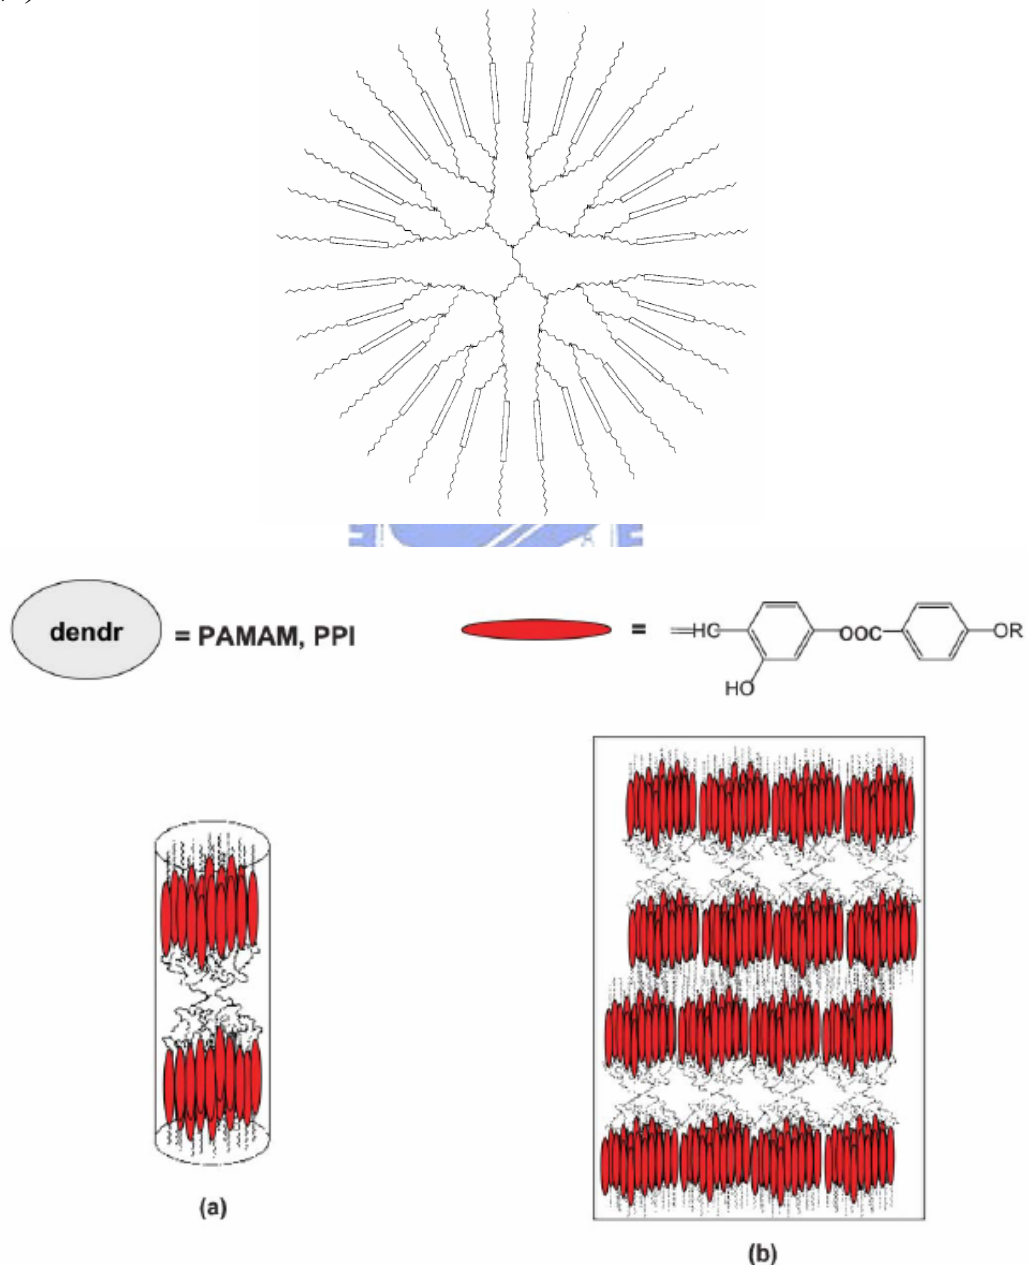 dendr
= PAMAM, PPI
=
=HC
HO
OOC
OR
(a)
(b)